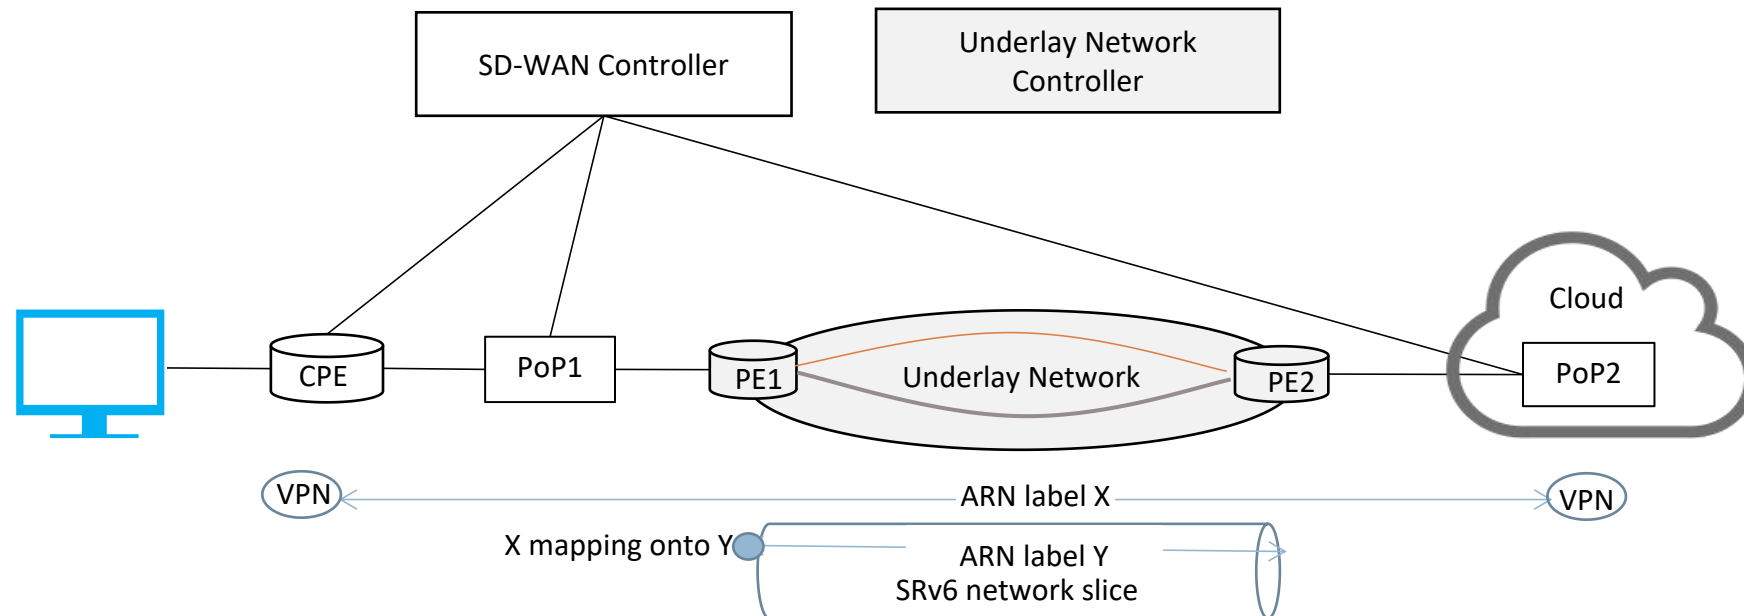 SD-WAN Controller
Underlay Network
Controller
Cloud
CPE
PoP1
PE1
Underlay Network
PE2
PoP2
VPN
ARN label X
VPN
X mapping onto Y
ARN label Y
SRv6 network slice